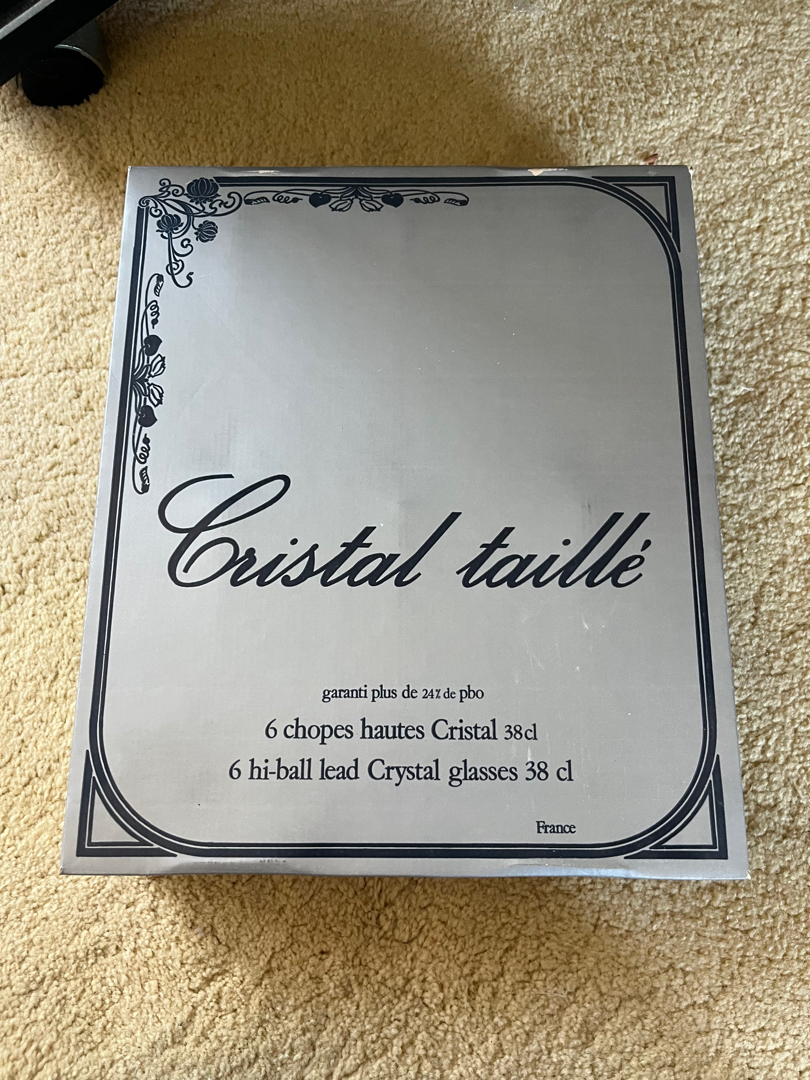 Cristal taillé
garanti plus de 24% de pbo
6 chopes hautes Cristal 38cl
6 hi-ball lead Crystal glasses 38 cl
France